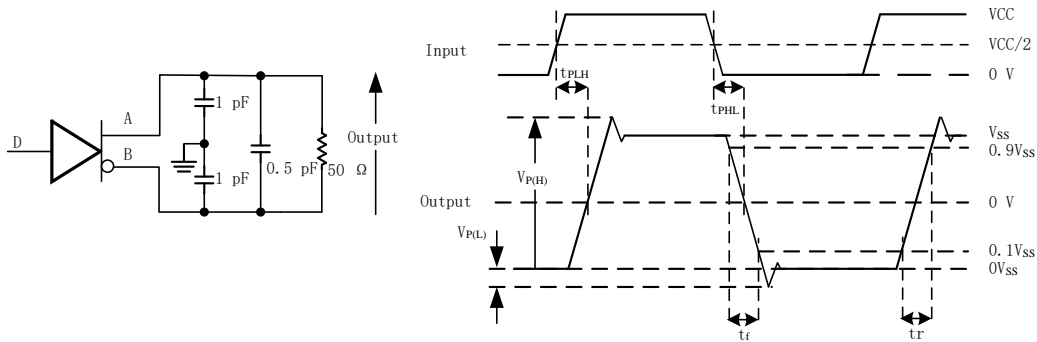 D
A
B
1 pF
1 pF
0.5 pF
50 Ω
Output
Input
VCC
VCC/2
0 V
tPLH
tPHL
Output
VP(H)
VP(L)
Vss
0.9Vss
0 V
0.1Vss
0Vss
tf
tr